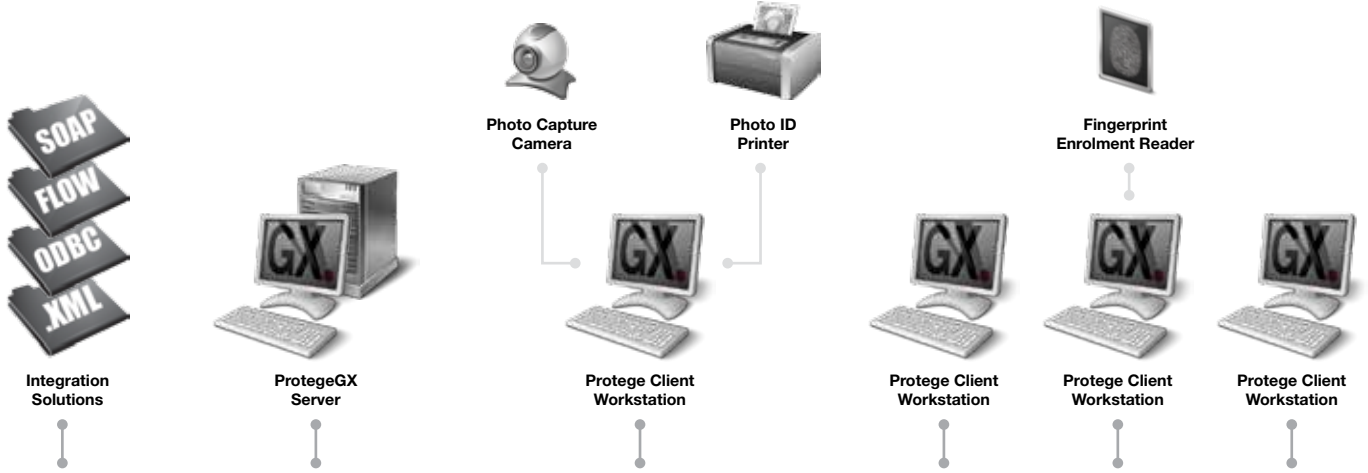 Photo Capture
Camera
Photo ID
Printer
Fingerprint
Enrolment Reader
SOAP
FLOW
ODBC
.XML
GX
GX
GX
GX
GX
Integration
Solutions
ProtegeGX
Server
Protege Client
Workstation
Protege Client
Workstation
Protege Client
Workstation
Protege Client
Workstation